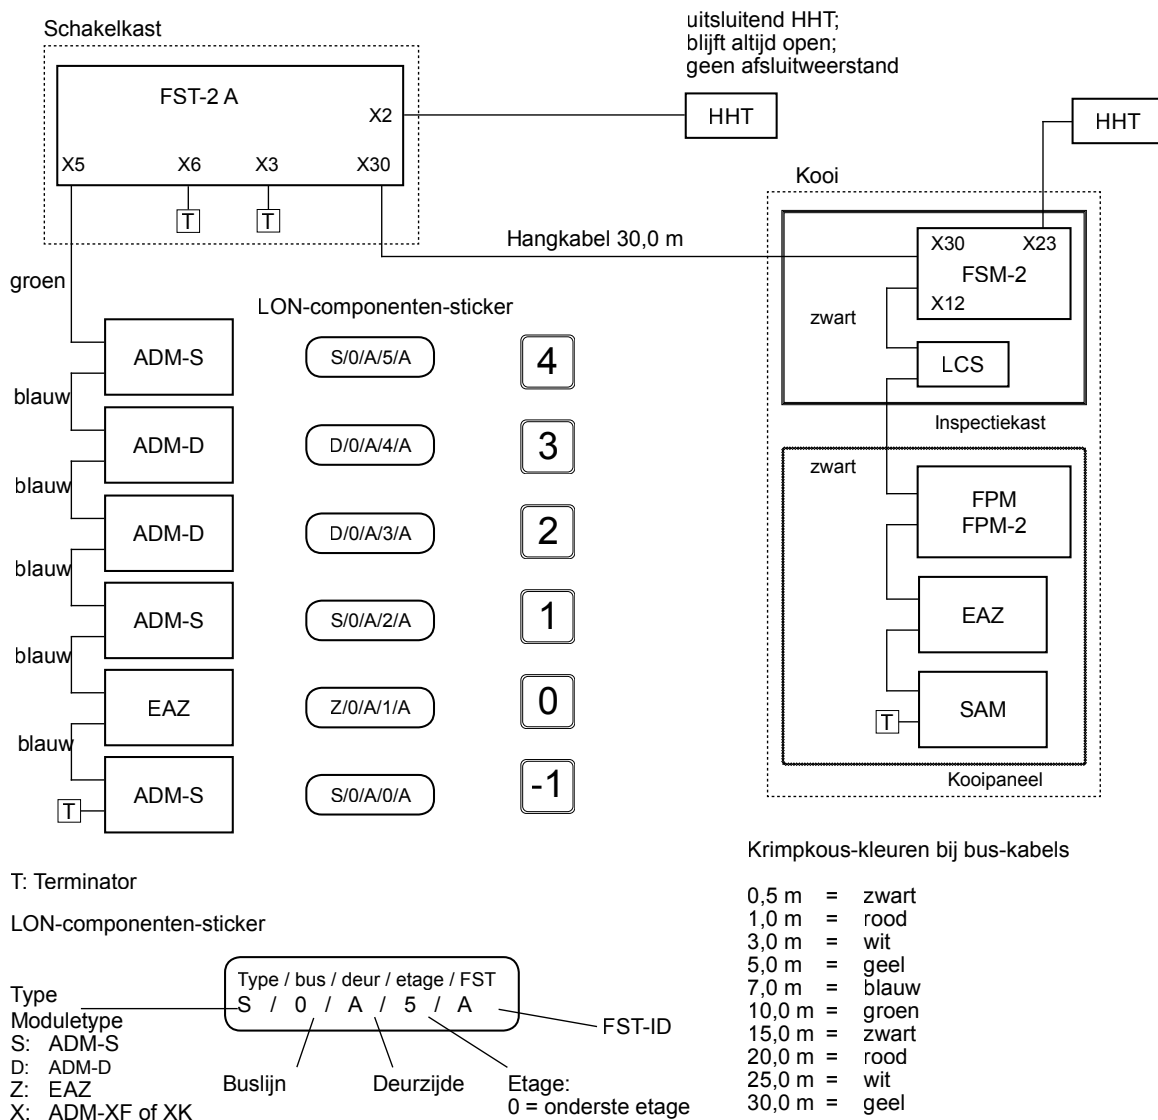 Schakelkast
uitsluitend HHT;
blijft altijd open;
geen afsluitweerstand
FST-2 A
X2
X5 X6 X3 X30
T T
HHT
HHT
Kooi
Hangkabel 30,0 m
X30 X23
FSM-2
X12
zwart
LCS
Inspectiekast
groen
LON-componenten-sticker
ADM-S S/0/A/5/A 4
blauw
ADM-D D/0/A/4/A 3
blauw
ADM-D D/0/A/3/A 2
blauw
ADM-S S/0/A/2/A 1
blauw
EAZ Z/0/A/1/A 0
blauw
ADM-S S/0/A/0/A -1
T
zwart
FPM
FPM-2
EAZ
SAM
T
Kooipaneel
T: Terminator
LON-componenten-sticker
Type / bus / deur / etage / FST
S / 0 / A / 5 / A
Type
Moduletype
S: ADM-S
D: ADM-D
Z: EAZ
X: ADM-XF of XK
Buslijn
Deurzijde
Etage:
0 = onderste etage
FST-ID
Krimpkous-kleuren bij bus-kabels
0,5 m = zwart
1,0 m = rood
3,0 m = wit
5,0 m = geel
7,0 m = blauw
10,0 m = groen
15,0 m = zwart
20,0 m = rood
25,0 m = wit
30,0 m = geel